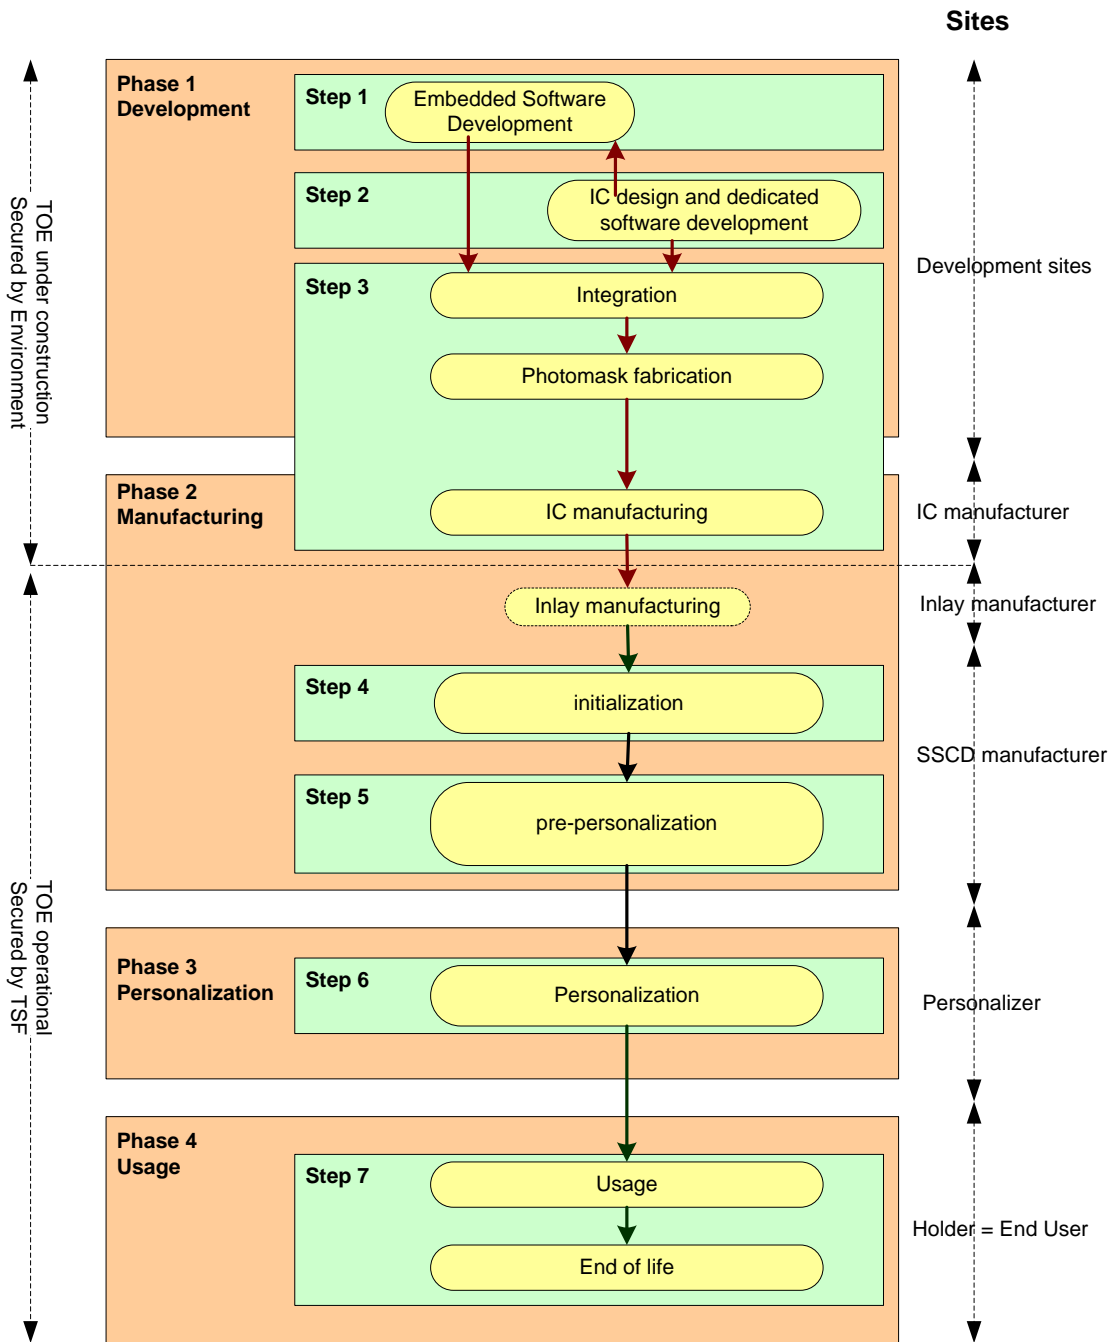 Sites
Phase 1
Development
Step 1
Embedded Software
Development
Step 2
IC design and dedicated
software development
TOE under construction
Secured by Environment
Development sites
Step 3
Integration
Photomask fabrication
Phase 2
Manufacturing
IC manufacturing
IC manufacturer
Inlay manufacturing
Inlay manufacturer
Step 4
initialization
SSCD manufacturer
Step 5
pre-personalization
TOE operational
Secured by TSF
Phase 3
Personalization
Step 6
Personalization
Personalizer
Phase 4
Usage
Step 7
Usage
Holder = End User
End of life